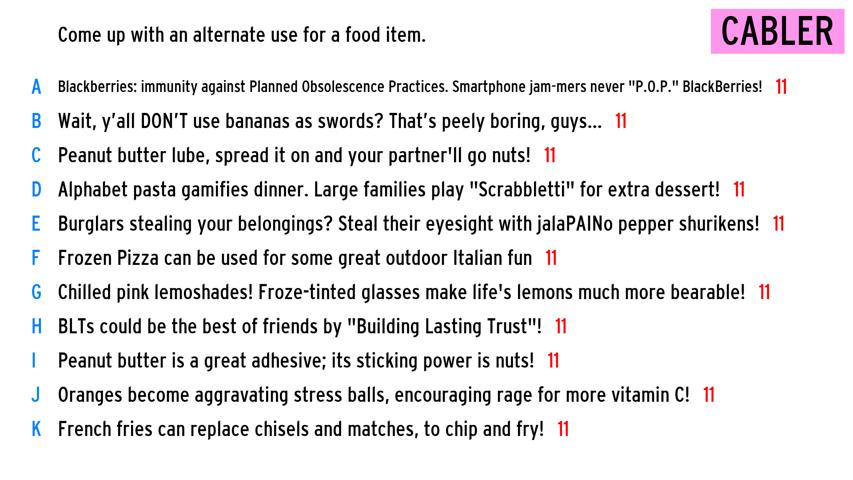 Come up with an alternate use for a food item.
CABLER
A Blackberries: immunity against Planned Obsolescence Practices. Smartphone jam-mers never "P.O.P." BlackBerries! 11
B Wait, y’all DON’T use bananas as swords? That’s peely boring, guys... 11
C Peanut butter lube, spread it on and your partner'll go nuts! 11
D Alphabet pasta gamifies dinner. Large families play "Scrabbletti" for extra dessert! 11
E Burglars stealing your belongings? Steal their eyesight with jalaPAINo pepper shurikens! 11
F Frozen Pizza can be used for some great outdoor Italian fun 11
G Chilled pink lemoshades! Froze-tinted glasses make life's lemons much more bearable! 11
H BLTs could be the best of friends by "Building Lasting Trust"! 11
I Peanut butter is a great adhesive; its sticking power is nuts! 11
J Oranges become aggravating stress balls, encouraging rage for more vitamin C! 11
K French fries can replace chisels and matches, to chip and fry! 11